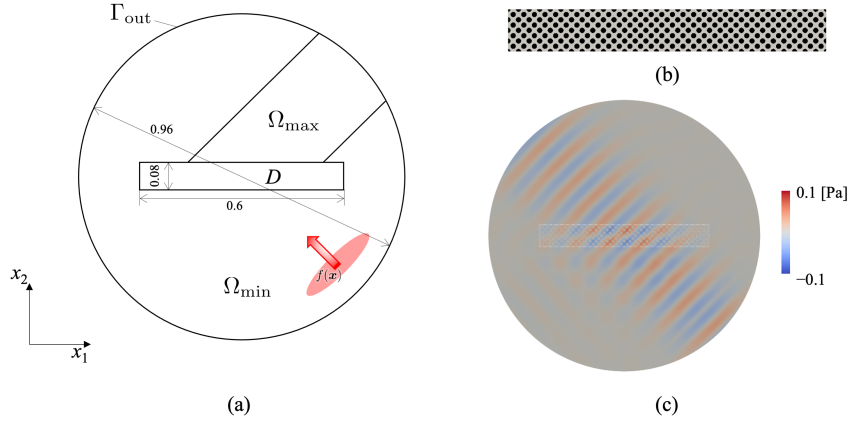 Γout
0.96
Ωmax
0.08
D
0.6
f(x)
Ωmin
x2
x1
(a)
(b)
0.1 [Pa]
−0.1
(c)